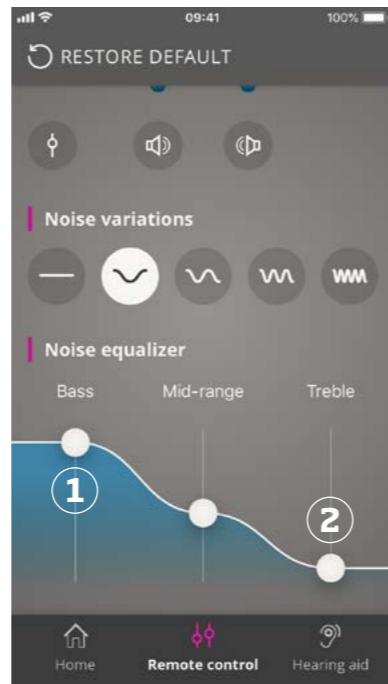 09:41
100%
RESTORE DEFAULT
Noise variations
Noise equalizer
Bass Mid-range Treble
1
2
Home Remote control Hearing aid